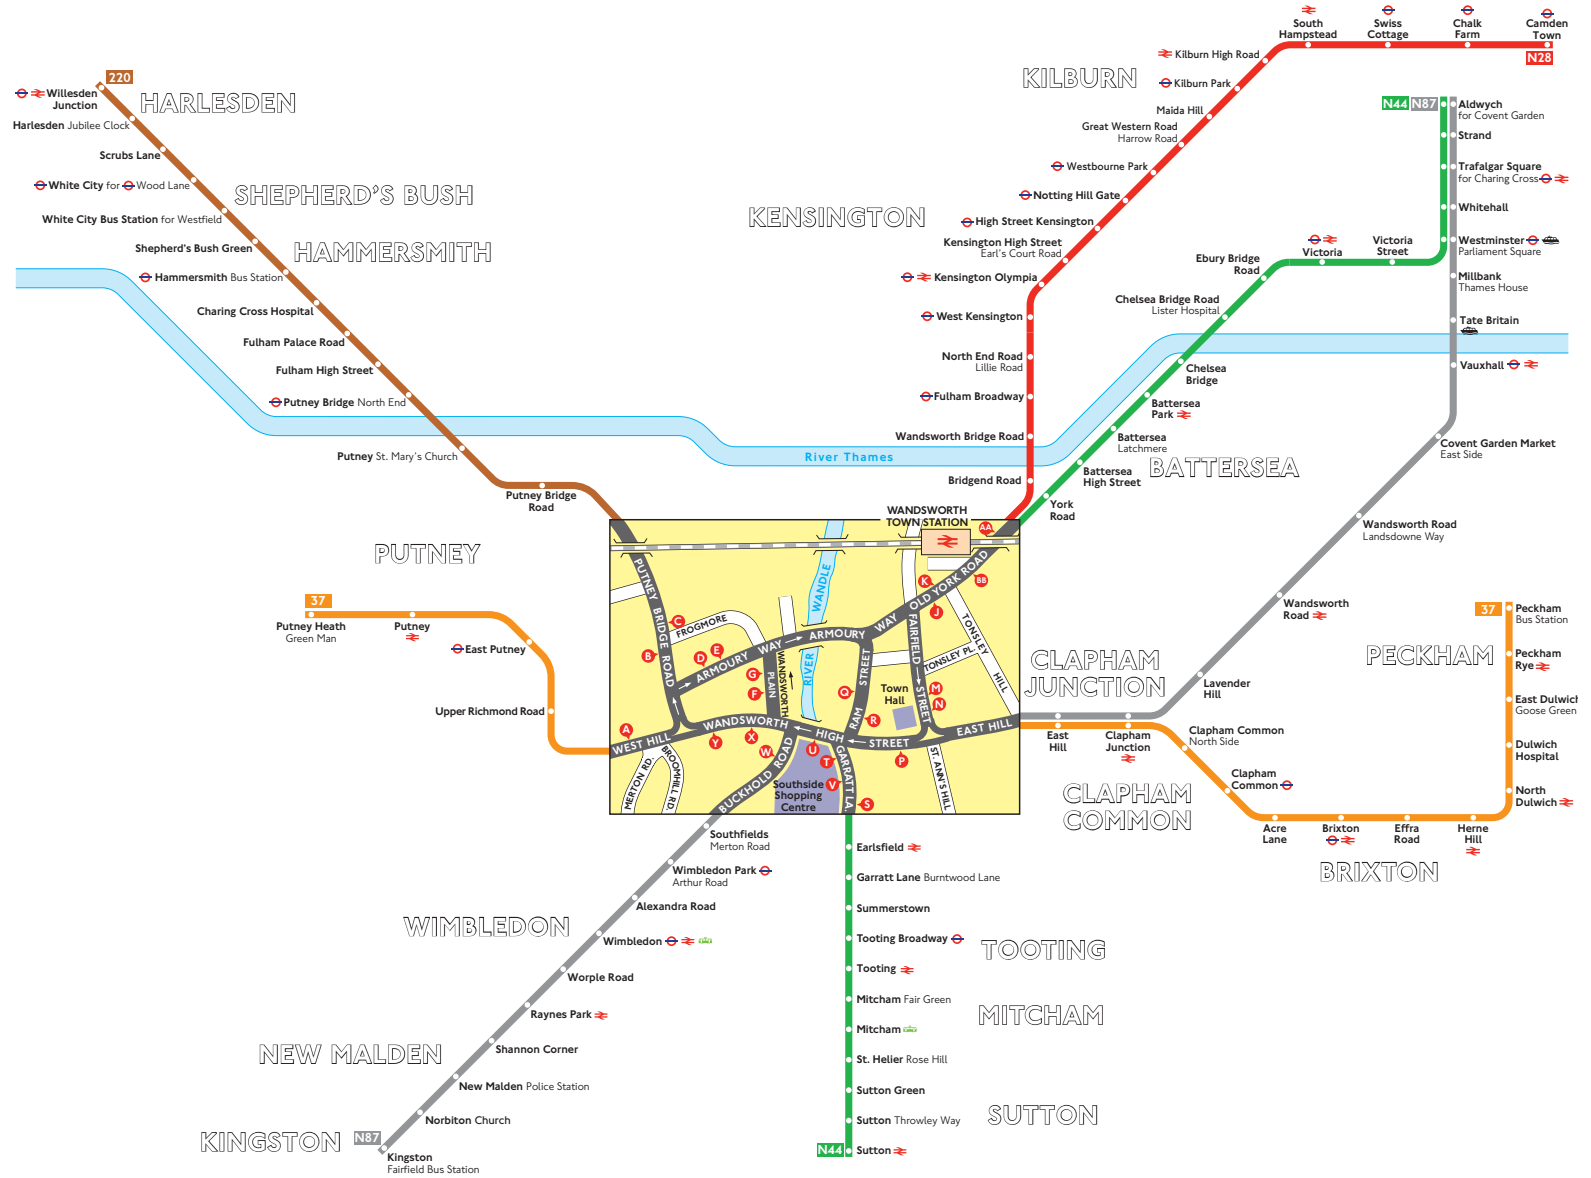 South
Hampstead
Swiss
Cottage
Chalk
Farm
Camden
Town
N28
Kilburn High Road
KILBURN
Kilburn Park
Maida Hill
Great Western Road
Harrow Road
Westbourne Park
Notting Hill Gate
KENSINGTON
High Street Kensington
Kensington High Street
Earl's Court Road
Kensington Olympia
West Kensington
North End Road
Lillie Road
Fulham Broadway
Wandsworth Bridge Road
Bridgend Road
220
Willesden
Junction
HARLESDEN
Harlesden Jubilee Clock
Scrubs Lane
White City for Wood Lane
SHEPHERD'S BUSH
White City Bus Station for Westfield
Shepherd's Bush Green
HAMMERSMITH
Hammersmith Bus Station
Charing Cross Hospital
Fulham Palace Road
Fulham High Street
Putney Bridge North End
Putney St. Mary's Church
Putney Bridge
Road
River Thames
N44 N87
Aldwych
for Covent Garden
Strand
Trafalgar Square
for Charing Cross
Whitehall
Westminster
Parliament Square
Victoria
Street
Victoria
Ebury Bridge
Road
Chelsea Bridge Road
Lister Hospital
Chelsea
Bridge
Battersea
Park
Battersea
Latchmere
BATTERSEA
Battersea
High Street
York
Road
Millbank
Thames House
Tate Britain
Vauxhall
Covent Garden Market
East Side
Wandsworth Road
Landsdowne Way
Wandsworth
Road
Lavender
Hill
CLAPHAM
JUNCTION
East
Hill
Clapham
Junction
Clapham Common
North Side
Clapham
Common
CLAPHAM
COMMON
Acre
Lane
Brixton
Effra
Road
Herne
Hill
BRIXTON
37
Peckham
Bus Station
PECKHAM
Peckham
Rye
East Dulwich
Goose Green
Dulwich
Hospital
North
Dulwich
PUTNEY
37
Putney Heath
Green Man
Putney
East Putney
Upper Richmond Road
WANDSWORTH
TOWN STATION
AA
BB
K
J
PUTNEY BRIDGE ROAD
FROGMORE
C
B
D
E
G
F
A
Y
X
W
U
T
V
S
R
Q
P
M
N
ARMOURY WAY
ARMOURY WAY
OLD YORK ROAD
RIVER WANDLE
WANDSWORTH
PLAIN
FAIRFIELD STREET
TONSLEY HILL
TONSLEY PL.
RAM STREET
Town
Hall
WEST HILL
WANDSWORTH HIGH STREET
EAST HILL
MERTON RD.
BROOMHILL RD.
BUCKHOLD ROAD
GARRATT LA.
ST. ANN'S HILL
Southside
Shopping
Centre
Southfields
Merton Road
Wimbledon Park
Arthur Road
Alexandra Road
WIMBLEDON
Wimbledon
Worple Road
Raynes Park
Shannon Corner
NEW MALDEN
New Malden Police Station
Norbiton Church
KINGSTON
N87
Kingston
Fairfield Bus Station
Earlsfield
Garratt Lane Burntwood Lane
Summerstown
Tooting Broadway
TOOTING
Tooting
Mitcham Fair Green
MITCHAM
Mitcham
St. Helier Rose Hill
Sutton Green
SUTTON
Sutton Throwley Way
N44
Sutton